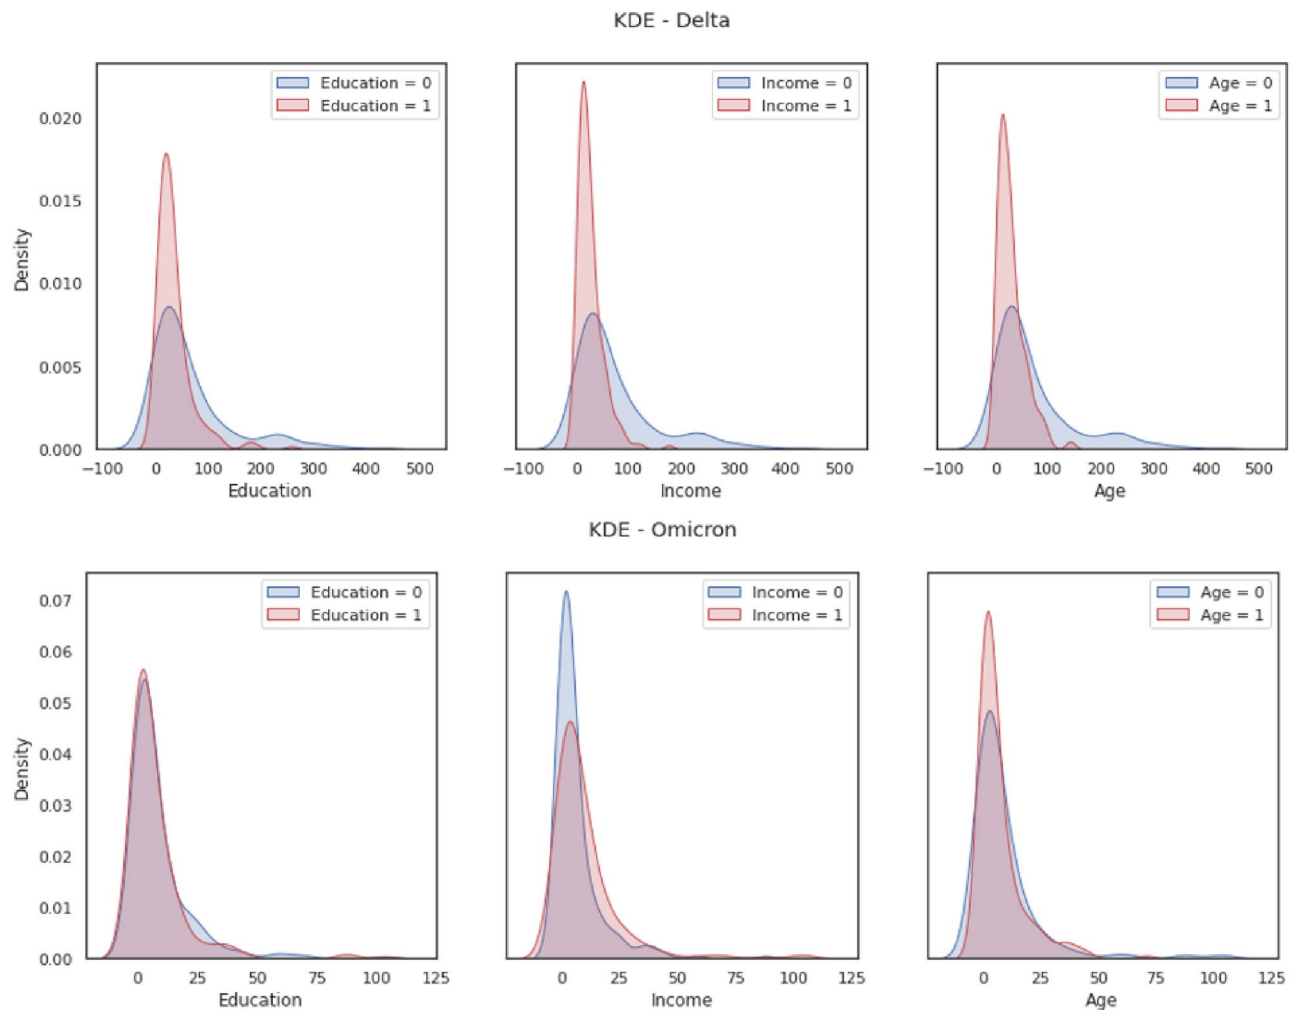 KDE - Delta
Education = 0
Education = 1
Income = 0
Income = 1
Age = 0
Age = 1
Density
0.020
0.015
0.010
0.005
0.000
−100 0 100 200 300 400 500
−100 0 100 200 300 400 500
−100 0 100 200 300 400 500
Education
Income
Age
KDE - Omicron
Education = 0
Education = 1
Income = 0
Income = 1
Age = 0
Age = 1
Density
0.07
0.06
0.05
0.04
0.03
0.02
0.01
0.00
0 25 50 75 100 125
0 25 50 75 100 125
0 25 50 75 100 125
Education
Income
Age